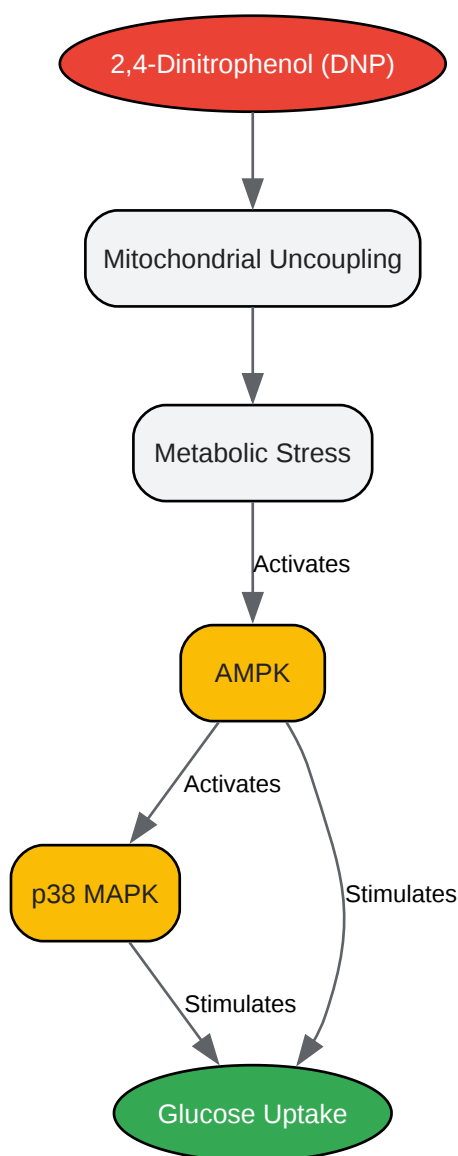 2,4-Dinitrophenol (DNP)
Mitochondrial Uncoupling
Metabolic Stress
Activates
AMPK
Activates
p38 MAPK
Stimulates
Stimulates
Glucose Uptake